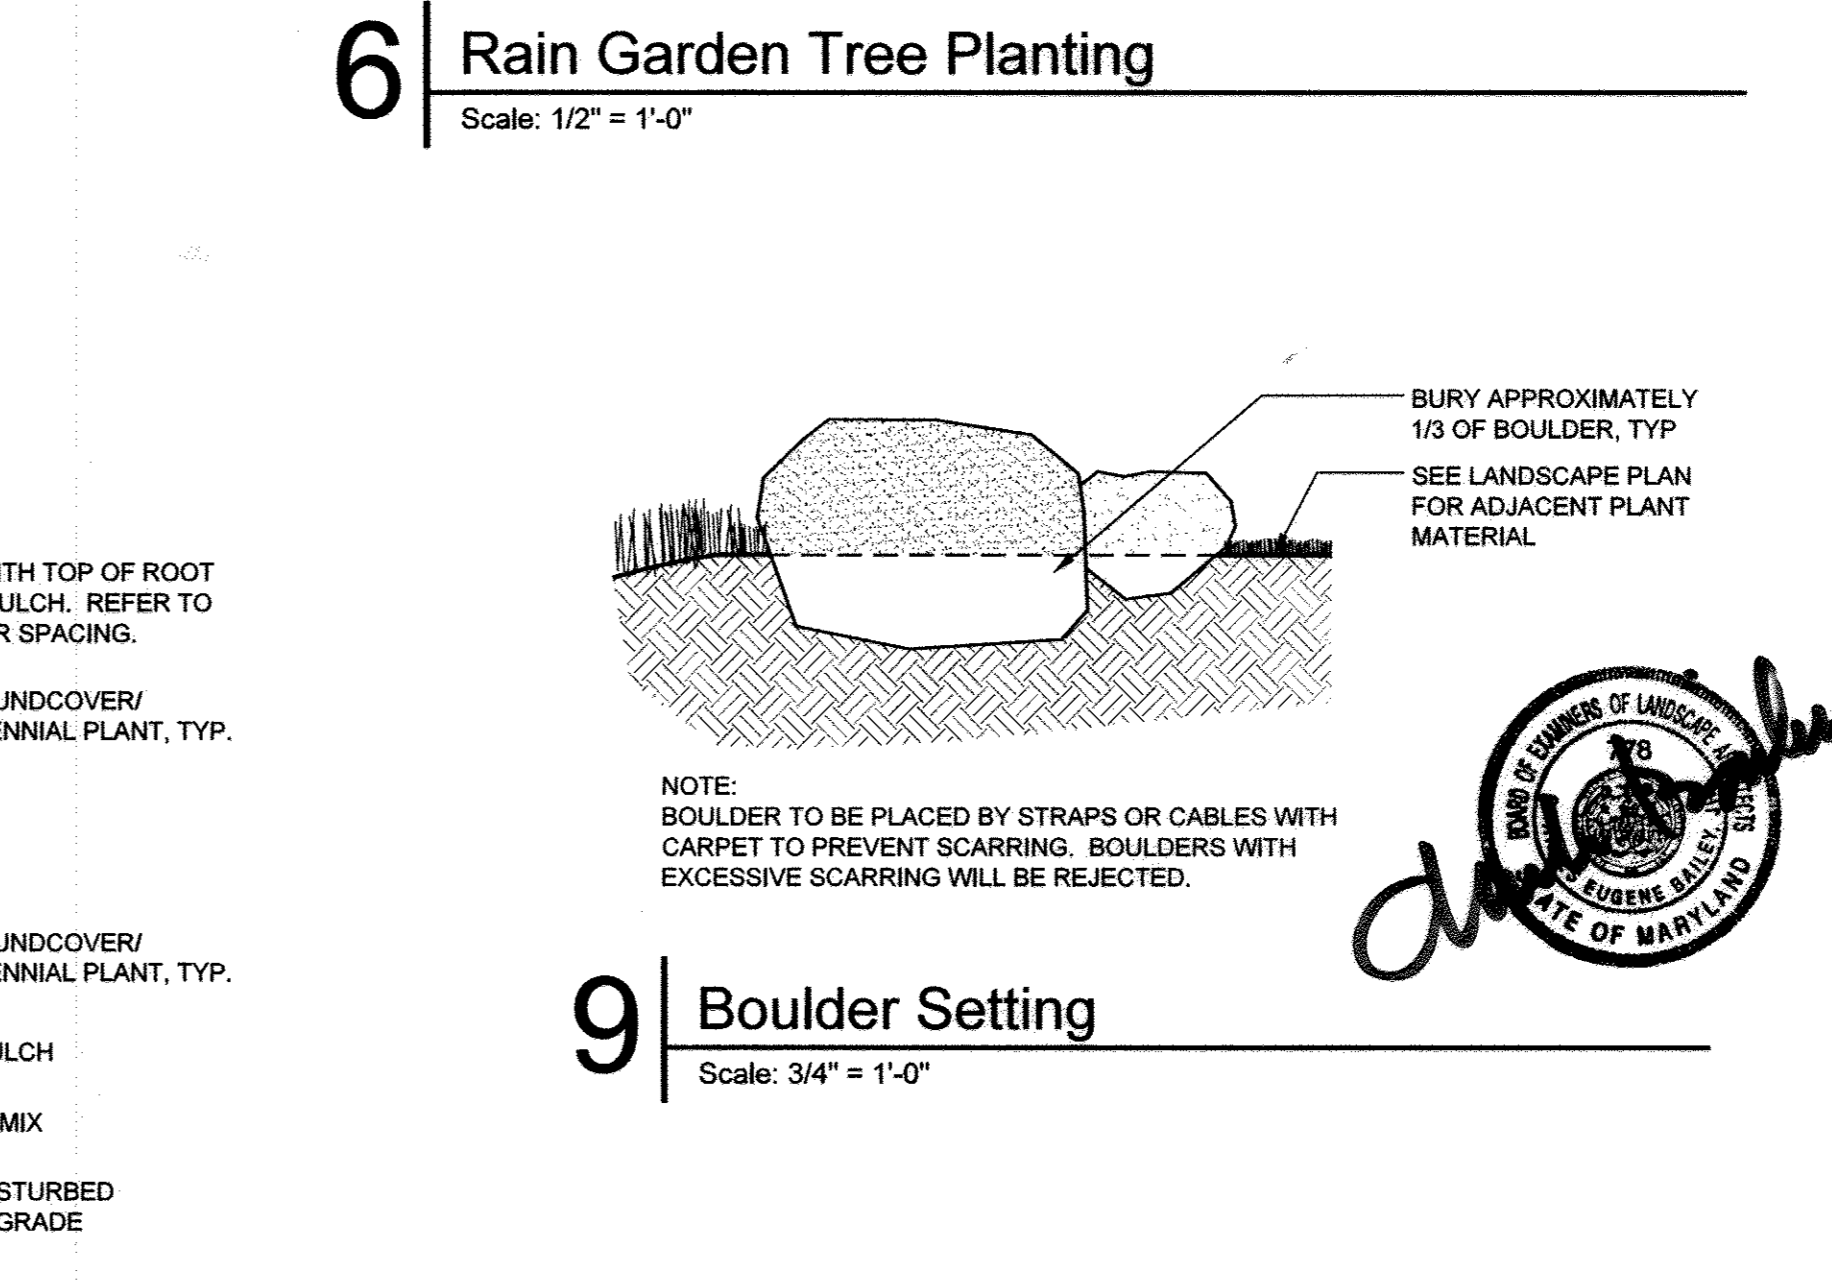 6
Rain Garden Tree Planting
Scale: 1/2" = 1'-0"
BURY APPROXIMATELY
1/3 OF BOULDER, TYP
SEE LANDSCAPE PLAN
FOR ADJACENT PLANT
MATERIAL
ITH TOP OF ROOT
ULCH. REFER TO
R SPACING.
UNDCOVER/
ENNIAL PLANT, TYP.
NOTE:
BOULDER TO BE PLACED BY STRAPS OR CABLES WITH
CARPET TO PREVENT SCARRING. BOULDERS WITH
EXCESSIVE SCARRING WILL BE REJECTED.
BOARD OF EXAMINERS OF LANDSCAPE
778
EUGENE BAILEY,
OF MARYLAND
UNDCOVER/
ENNIAL PLANT, TYP.
ULCH
MIX
STURBED
GRADE
9
Boulder Setting
Scale: 3/4" = 1'-0"